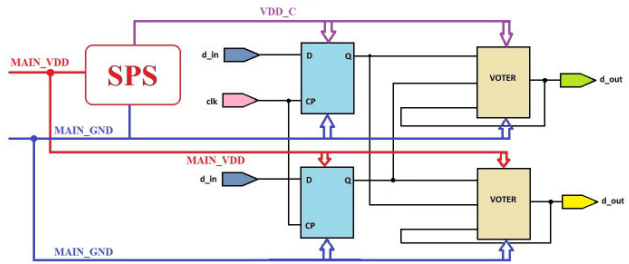 VDD_C
d_in
D
Q
MAIN_VDD
SPS
VOTER
d_out
clk
CP
MAIN_GND
MAIN_VDD
d_in
D
Q
VOTER
d_out
CP
MAIN_GND